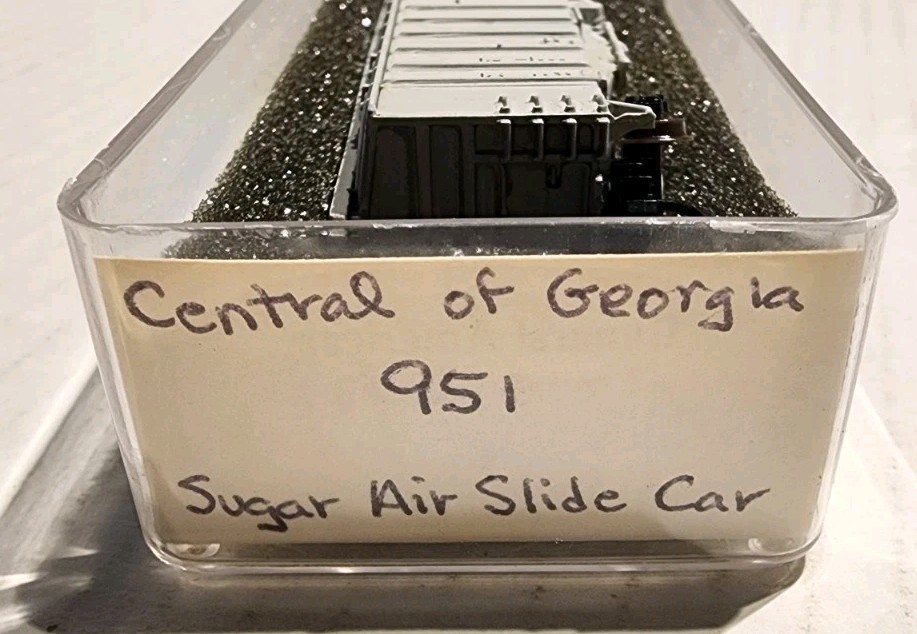 Central of Georgia
951
Sugar Air Slide Car